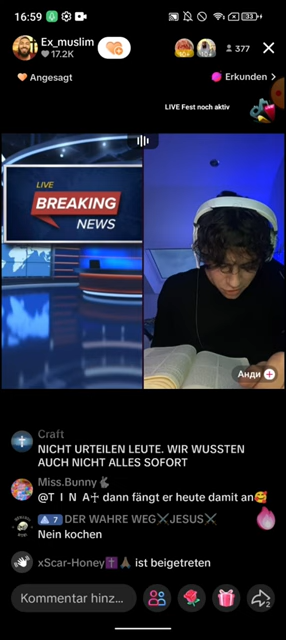 16:59
33
Ex_muslim
17.2K
377
Angesagt
Erkunden >
LIVE Fest noch aktiv
LIVE
BREAKING
NEWS
Анди
Craft
NICHT URTEILEN LEUTE. WIR WUSSTEN
AUCH NICHT ALLES SOFORT
Miss.Bunny🐇
@T I N A✝ dann fängt er heute damit an🥰
7 DER WAHRE WEG⚔JESUS⚔
Nein kochen
xScar-Honey✝️🙏🏿 ist beigetreten
Kommentar hinz...
2